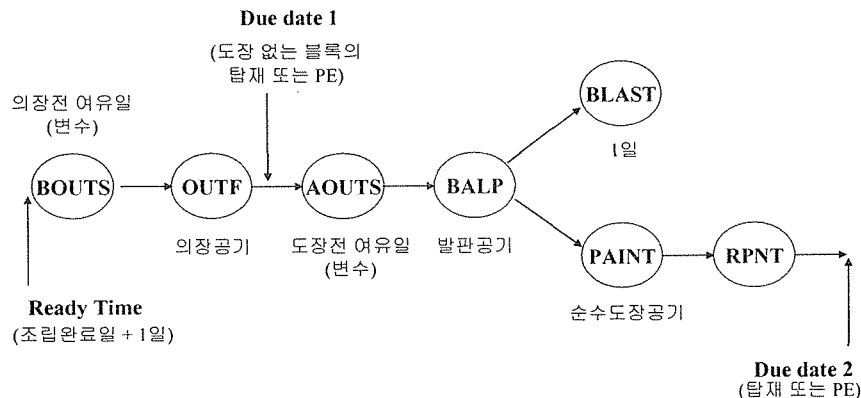 Due date 1
(도장 없는 블록의
탑재 또는 PE)
의장전 여유일
(변수)
BLAST
1일
BOUTS
OUTF
AOUTS
BALP
의장공기
도장전 여유일
(변수)
발판공기
PAINT
RPNT
순수도장공기
Ready Time
(조립완료일 + 1일)
Due date 2
(탑재 또는 PE)